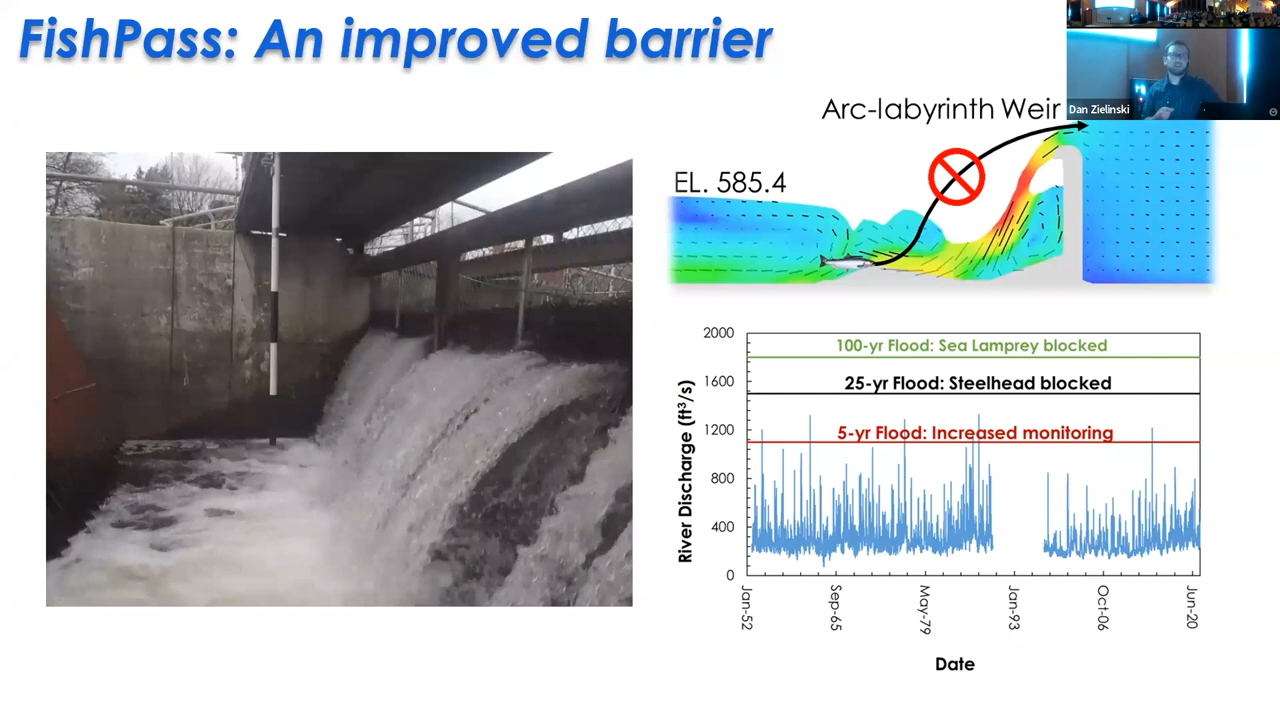 FishPass: An improved barrier
Dan Zielinski
Arc-labyrinth Weir
EL. 585.4
River Discharge (ft³/s)
2000
1600
1200
800
400
0
100-yr Flood: Sea Lamprey blocked
25-yr Flood: Steelhead blocked
5-yr Flood: Increased monitoring
Jan-52
Sep-65
May-79
Jan-93
Oct-06
Jun-20
Date